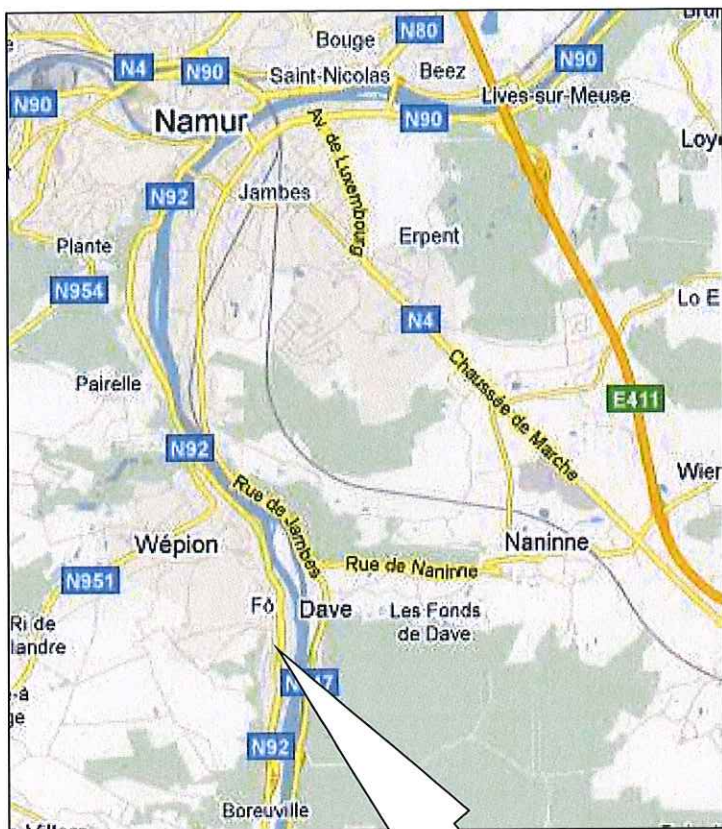 Bouge
N80
N4
N90
Saint-Nicolas
Beez
N90
N90
Lives-sur-Meuse
Namur
N90
Av. de Luxembourg
N92
Jambes
Erpent
Plante
N954
N4
Lo E
Pairelle
Chaussée de Marche
E411
N92
Rue de Jambes
Wier
Wépion
Naninne
Rue de Naninne
N951
Fô
Dave
Les Fonds
de Dave
Ri de
landre
N92
Boreuville